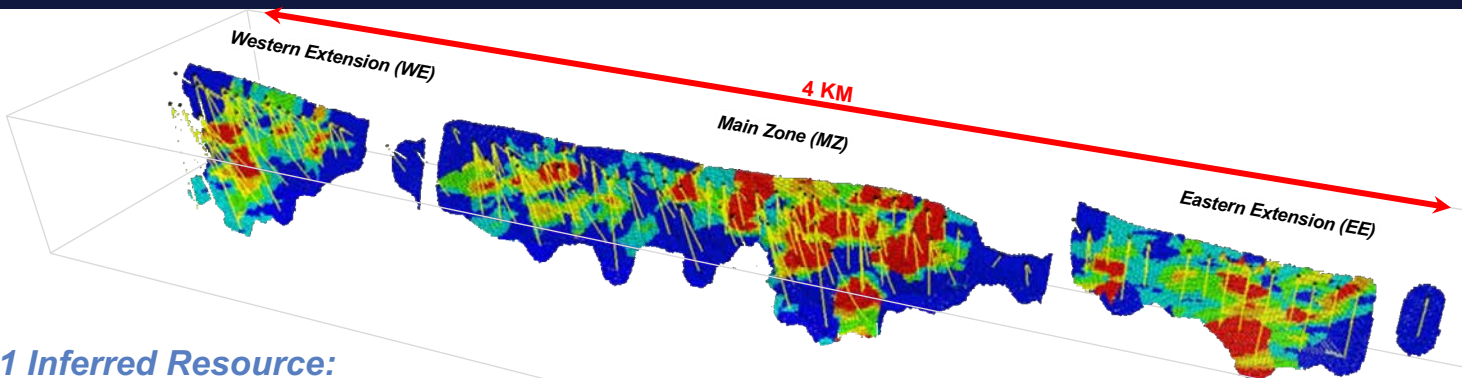 Western Extension (WE)
4 KM
Main Zone (MZ)
Eastern Extension (EE)
1 Inferred Resource: